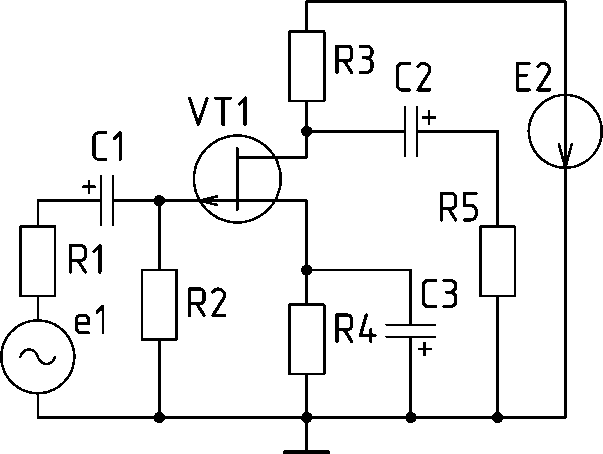 R3
C2
E2
VT1
+
C1
+
R5
R1
R2
C3
e1
R4
+